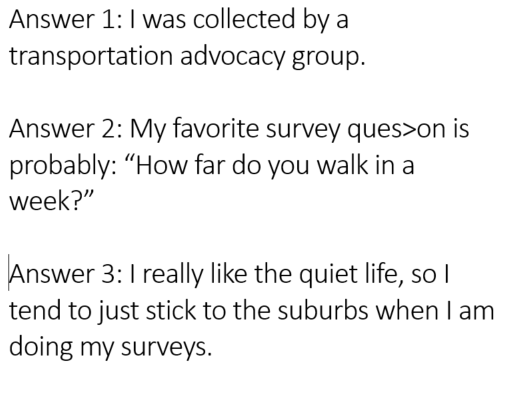 Answer 1: I was collected by a
transportation advocacy group.
Answer 2: My favorite survey ques>on is
probably: “How far do you walk in a
week?”
Answer 3: I really like the quiet life, so I
tend to just stick to the suburbs when I am
doing my surveys.